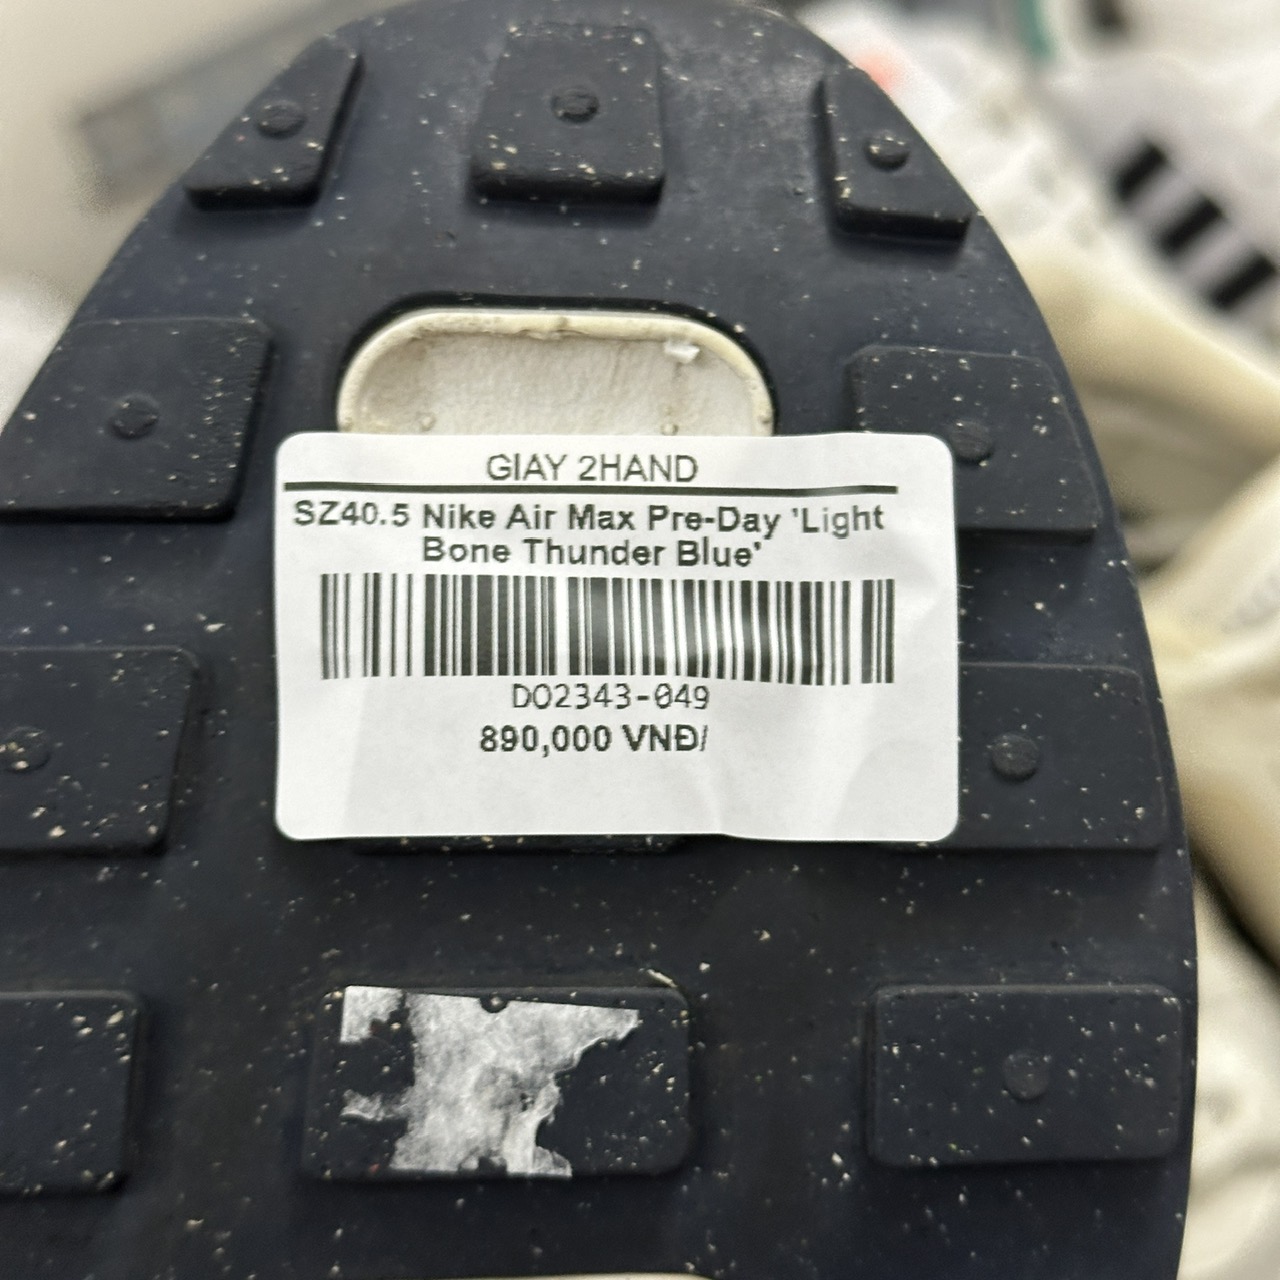 GIAY 2HAND
SZ40.5 Nike Air Max Pre-Day 'Light
Bone Thunder Blue'
DO2343-049
890,000 VNĐ/